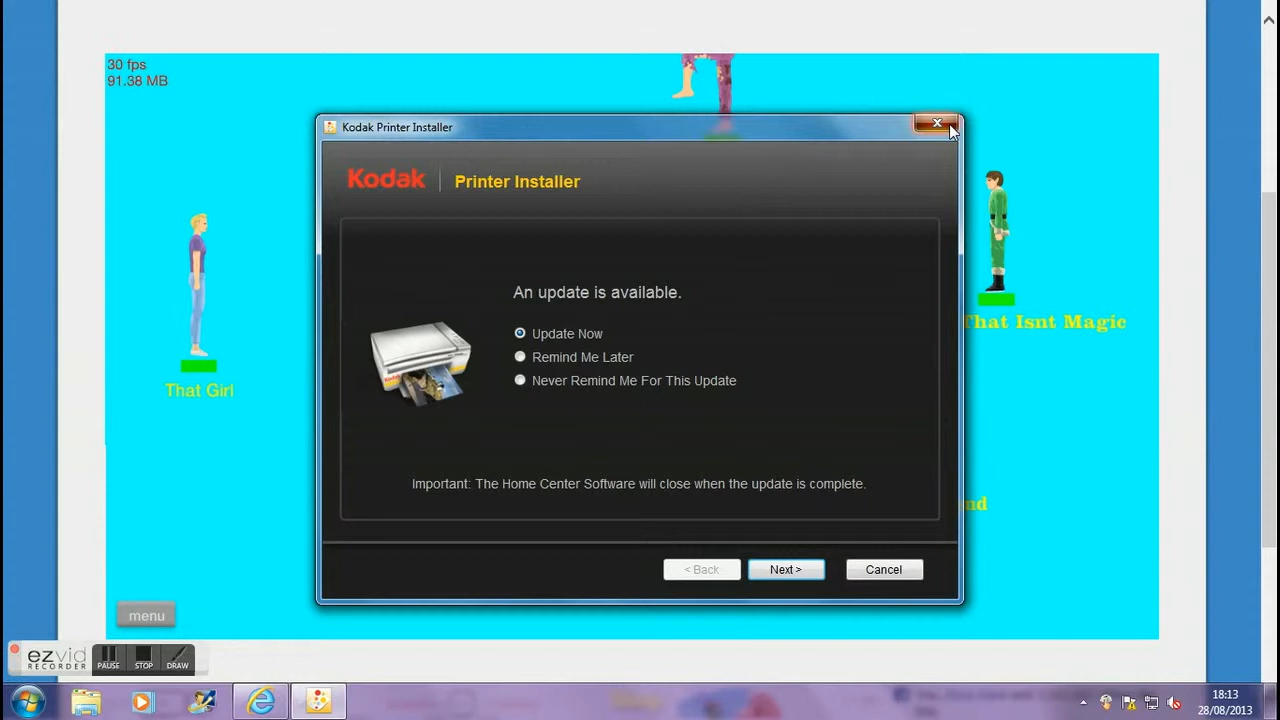 30 fps
91.38 MB
Kodak Printer Installer
Kodak
Printer Installer
An update is available.
Update Now
Remind Me Later
Never Remind Me For This Update
Important: The Home Center Software will close when the update is complete.
< Back
Next >
Cancel
That Girl
That Isnt Magic
nd
menu
ezvid
RECORDER
PAUSE
STOP
DRAW
18:13
28/08/2013